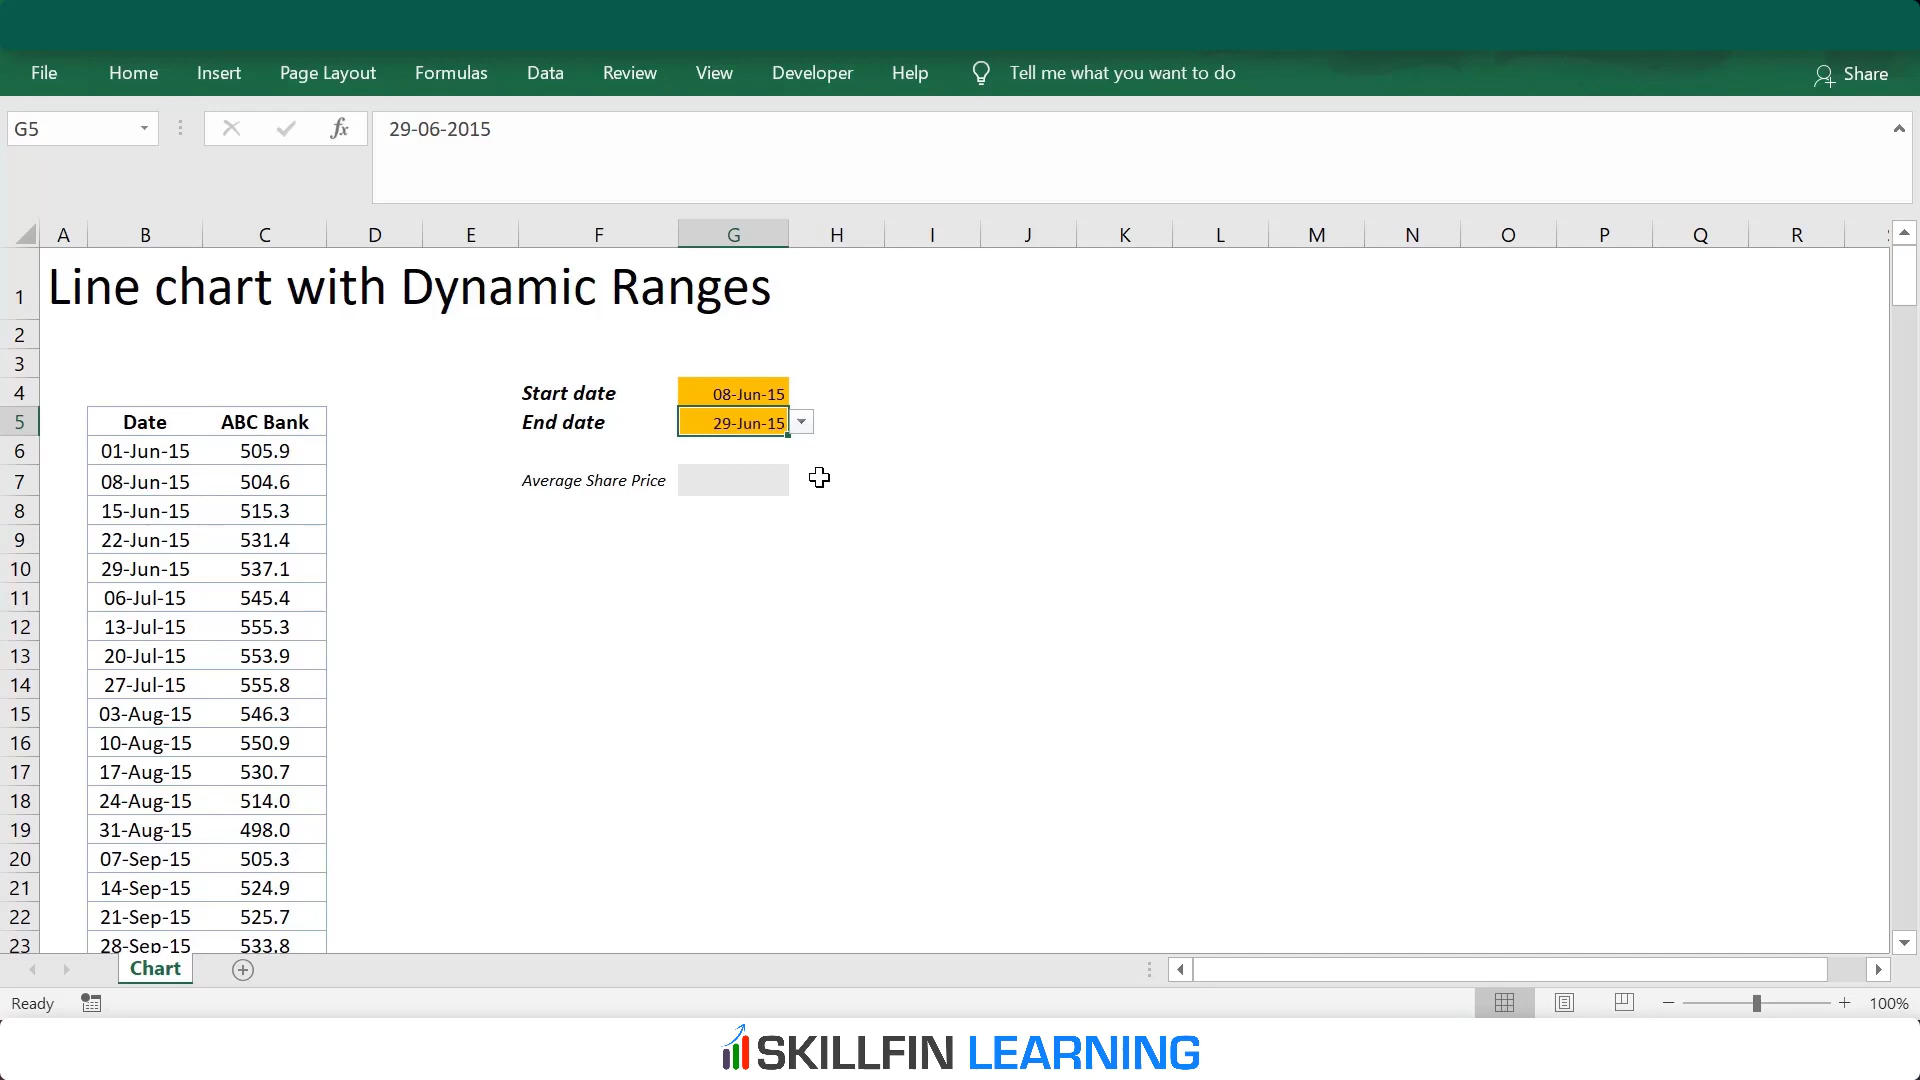 File Home Insert Page Layout Formulas Data Review View Developer Help Tell me what you want to do Share
G5 fx 29-06-2015
A B C D E F G H I J K L M N O P Q R
1 Line chart with Dynamic Ranges
2
3
4 Start date 08-Jun-15
5 Date ABC Bank End date 29-Jun-15
6 01-Jun-15 505.9
7 08-Jun-15 504.6 Average Share Price
8 15-Jun-15 515.3
9 22-Jun-15 531.4
10 29-Jun-15 537.1
11 06-Jul-15 545.4
12 13-Jul-15 555.3
13 20-Jul-15 553.9
14 27-Jul-15 555.8
15 03-Aug-15 546.3
16 10-Aug-15 550.9
17 17-Aug-15 530.7
18 24-Aug-15 514.0
19 31-Aug-15 498.0
20 07-Sep-15 505.3
21 14-Sep-15 524.9
22 21-Sep-15 525.7
23 28-Sep-15 533.8
Chart
Ready 100%
SKILLFIN LEARNING